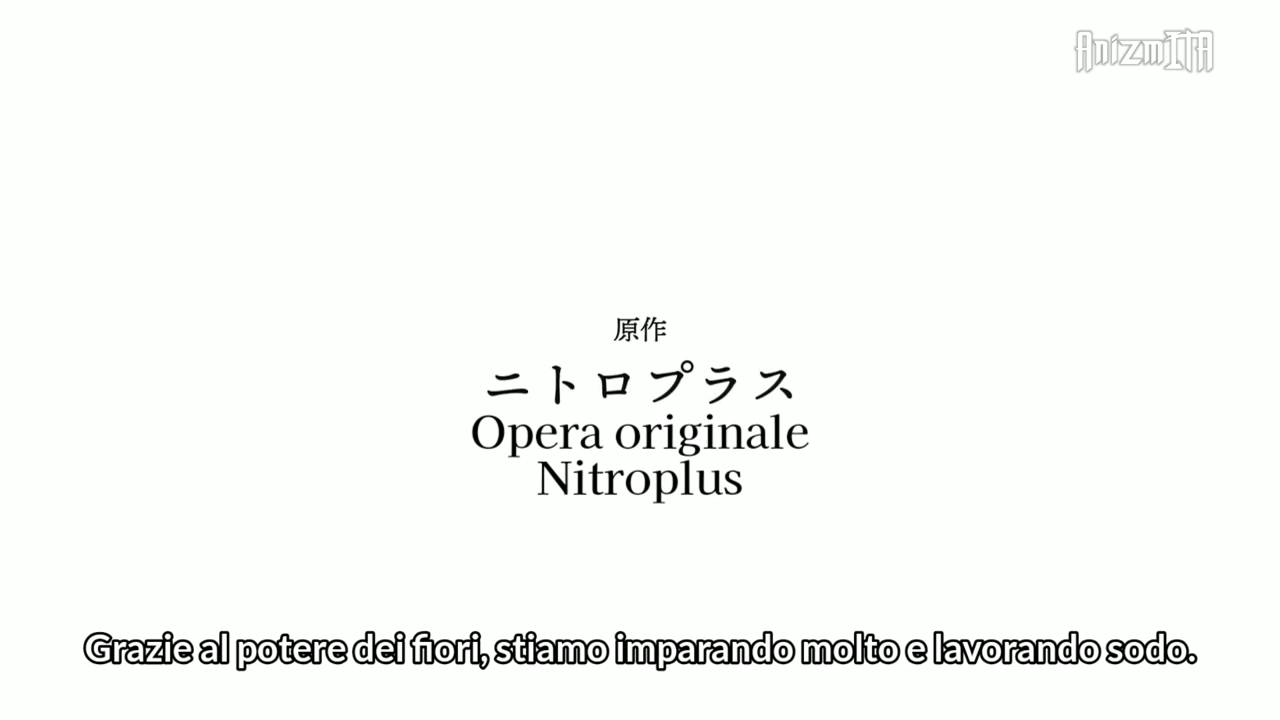 AnizmITA
原作
ニトロプラス
Opera originale
Nitroplus
Grazie al potere dei fiori, stiamo imparando molto e lavorando sodo.